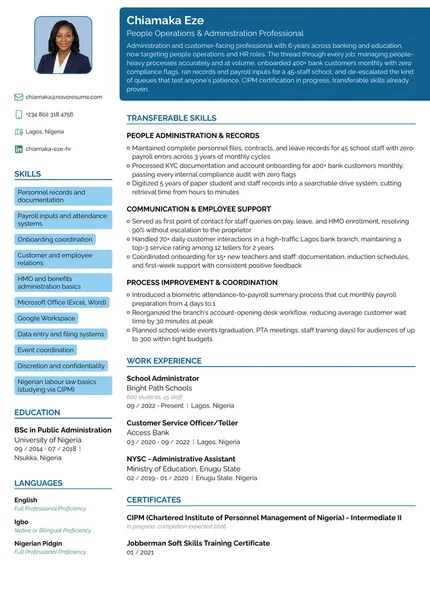 Chiamaka Eze
People Operations & Administration Professional
Administration and customer-facing professional with 6 years across banking and education,
now targeting people operations and HR roles. The thread through every job: managing people-
heavy processes accurately and at volume. onboarded 400+ bank customers monthly with zero
compliance flags, ran records and payroll inputs for a 45-staff school, and de-escalated the kind
of queues that test anyone's patience. CIPM certification in progress, transferable skills already
proven.
chiamaka@novoresume.com
+234 802 318 4756
Lagos, Nigeria
chiamaka-eze-hr
SKILLS
Personnel records and
documentation
Payroll inputs and attendance
systems
Onboarding coordination
Customer and employee
relations
HMO and benefits
administration basics
Microsoft Office (Excel, Word)
Google Workspace
Data entry and filing systems
Event coordination
Discretion and confidentiality
Nigerian labour law basics
(studying via CIPM)
EDUCATION
BSc in Public Administration
University of Nigeria
09 / 2014 - 07 / 2018 |
Nsukka, Nigeria
LANGUAGES
English
Full Professional Proficiency
Igbo
Native or Bilingual Proficiency
Nigerian Pidgin
Full Professional Proficiency
TRANSFERABLE SKILLS
PEOPLE ADMINISTRATION & RECORDS
Maintained complete personnel files, contracts, and leave records for 45 school staff with zero
payroll errors across 3 years of monthly cycles
Processed KYC documentation and account onboarding for 400+ bank customers monthly,
passing every internal compliance audit with zero flags
Digitized 5 years of paper student and staff records into a searchable drive system, cutting
retrieval time from hours to minutes
COMMUNICATION & EMPLOYEE SUPPORT
Served as first point of contact for staff queries on pay, leave, and HMO enrollment, resolving
90% without escalation to the proprietor
Handled 70+ daily customer interactions in a high-traffic Lagos bank branch, maintaining a
top-3 service rating among 12 tellers for 2 years
Coordinated onboarding for 15+ new teachers and staff: documentation, induction schedules,
and first-week support with consistent positive feedback
PROCESS IMPROVEMENT & COORDINATION
Introduced a biometric attendance-to-payroll summary process that cut monthly payroll
preparation from 4 days to 1
Reorganized the branch's account-opening desk workflow, reducing average customer wait
time by 30 minutes at peak
Planned school-wide events (graduation, PTA meetings, staff training days) for audiences of up
to 300 within tight budgets
WORK EXPERIENCE
School Administrator
Bright Path Schools
600 students, 45 staff
09 / 2022 - Present | Lagos, Nigeria
Customer Service Officer/Teller
Access Bank
03 / 2020 - 09 / 2022 | Lagos, Nigeria
NYSC - Administrative Assistant
Ministry of Education, Enugu State
02 / 2019 - 01 / 2020 | Enugu State, Nigeria
CERTIFICATES
CIPM (Chartered Institute of Personnel Management of Nigeria) - Intermediate II
In progress, completion expected 2026
Jobberman Soft Skills Training Certificate
01 / 2021